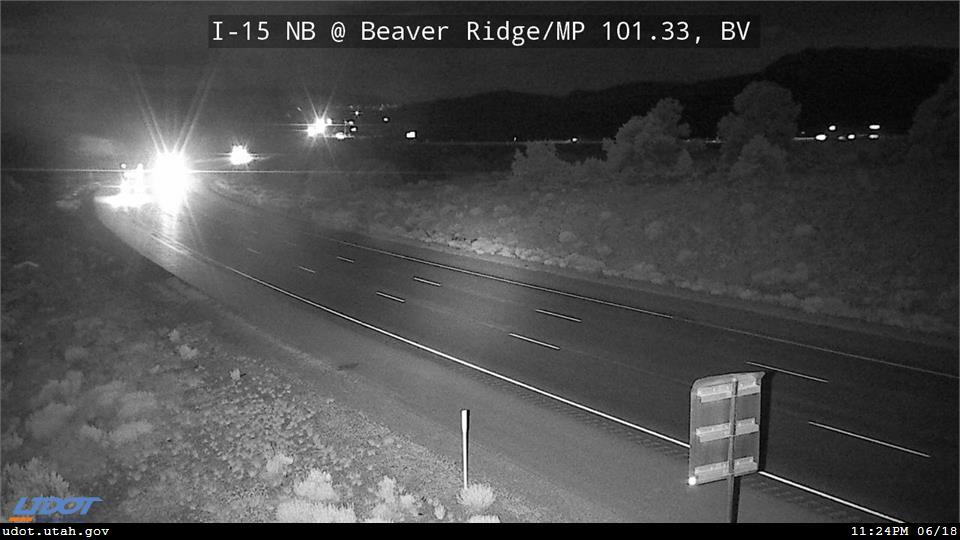 I-15 NB @ Beaver Ridge/MP 101.33, BV
UDOT
udot.utah.gov 11:24PM 06/18